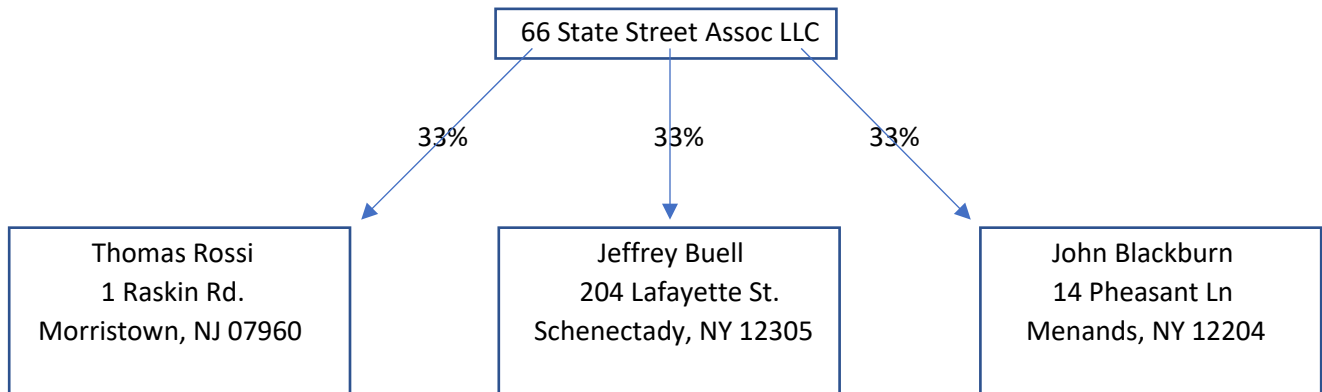 66 State Street Assoc LLC
33%
33%
33%
Thomas Rossi
1 Raskin Rd.
Morristown, NJ 07960
Jeffrey Buell
204 Lafayette St.
Schenectady, NY 12305
John Blackburn
14 Pheasant Ln
Menands, NY 12204